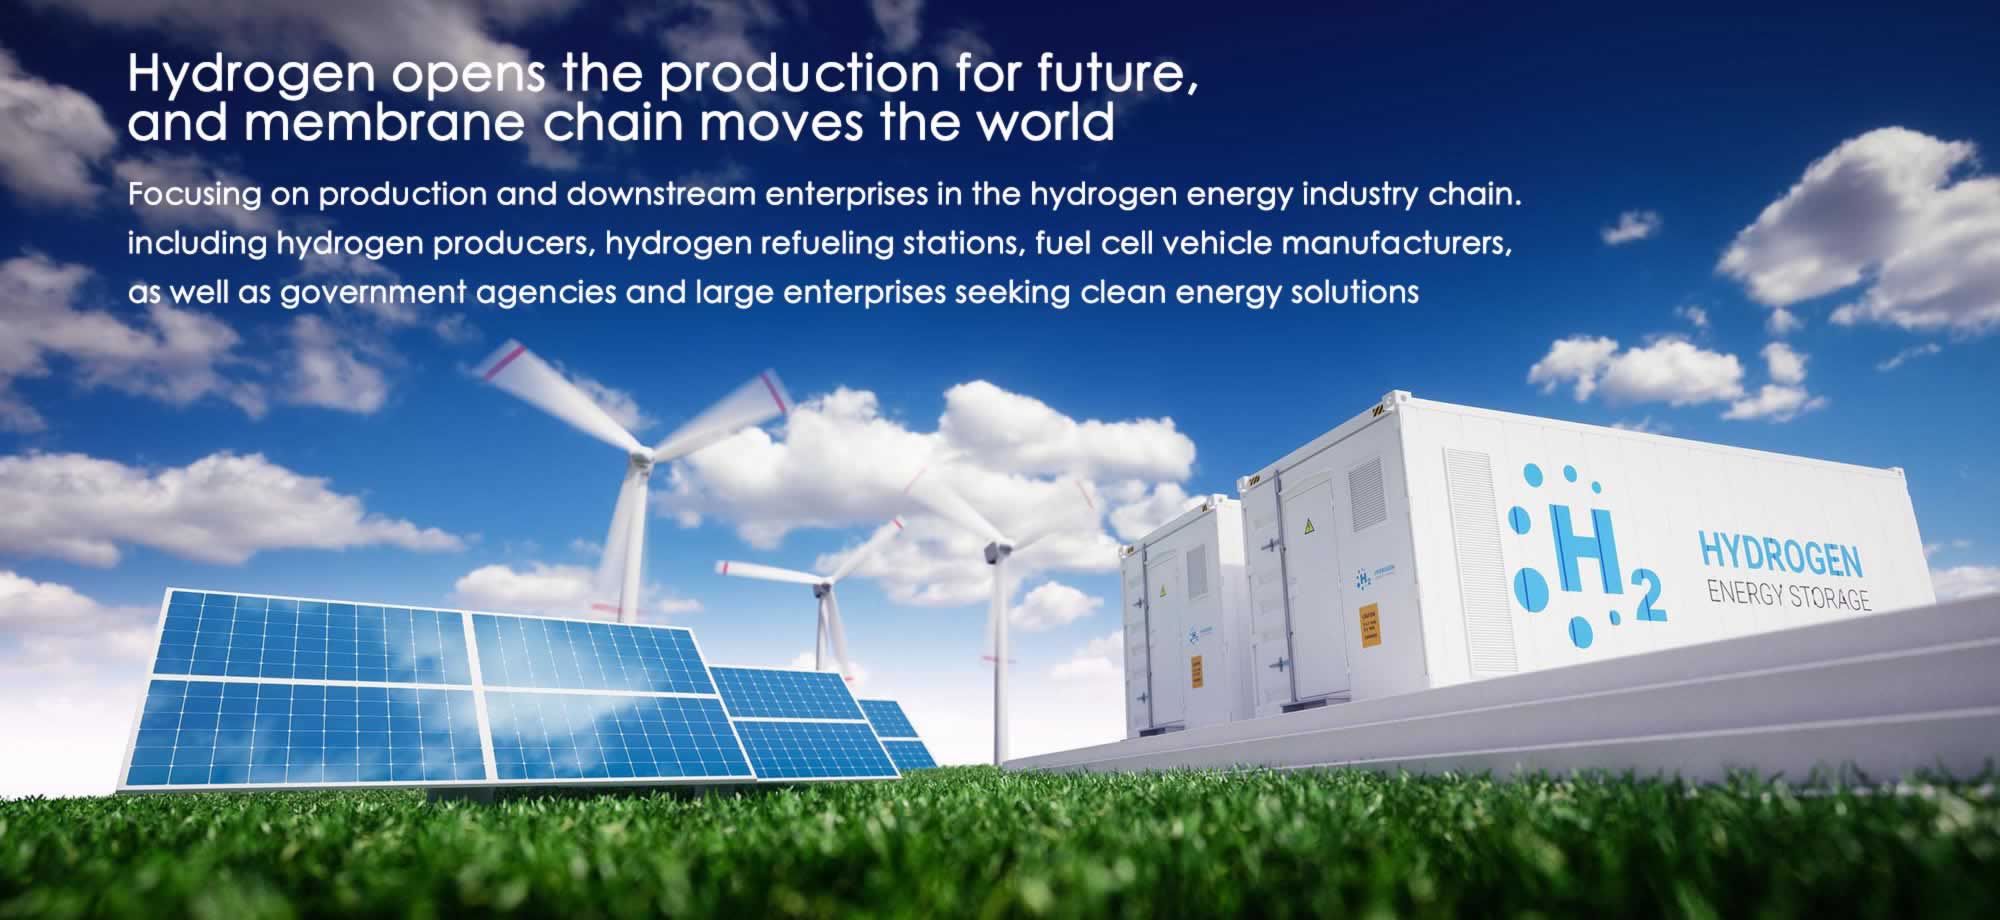 Hydrogen opens the production for future,
and membrane chain moves the world
Focusing on production and downstream enterprises in the hydrogen energy industry chain.
including hydrogen producers, hydrogen refueling stations, fuel cell vehicle manufacturers,
as well as government agencies and large enterprises seeking clean energy solutions
H2
HYDROGEN
ENERGY STORAGE